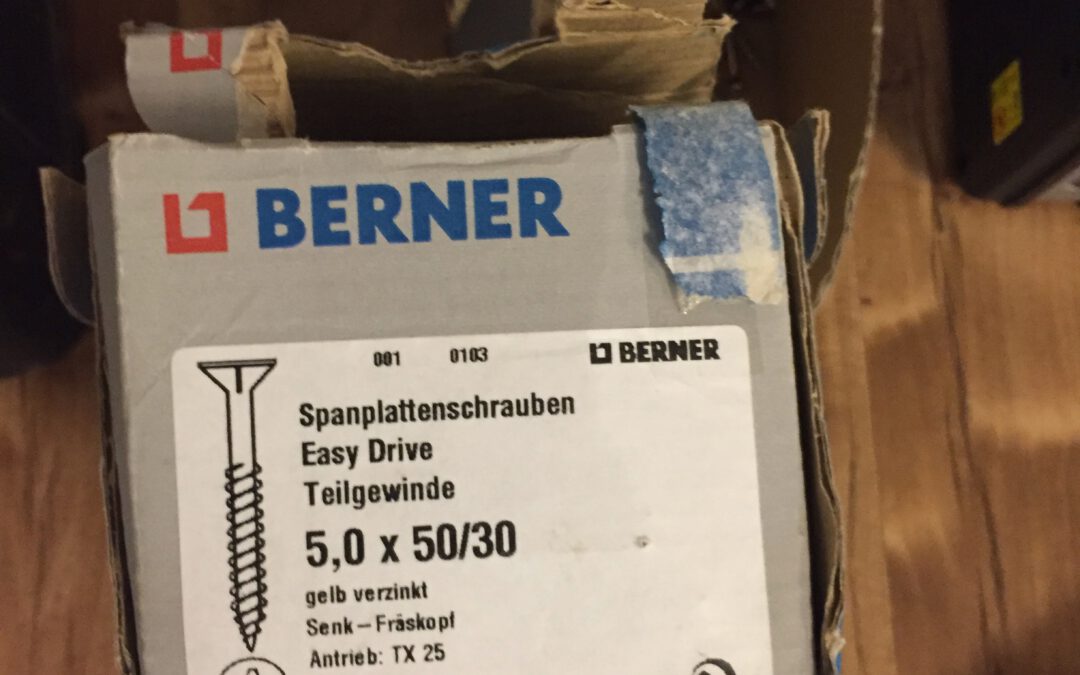 BERNER
001 0103
BERNER
Spanplattenschrauben
Easy Drive
Teilgewinde
5,0 x 50/30
gelb verzinkt
Senk – Fräskopf
Antrieb: TX 25